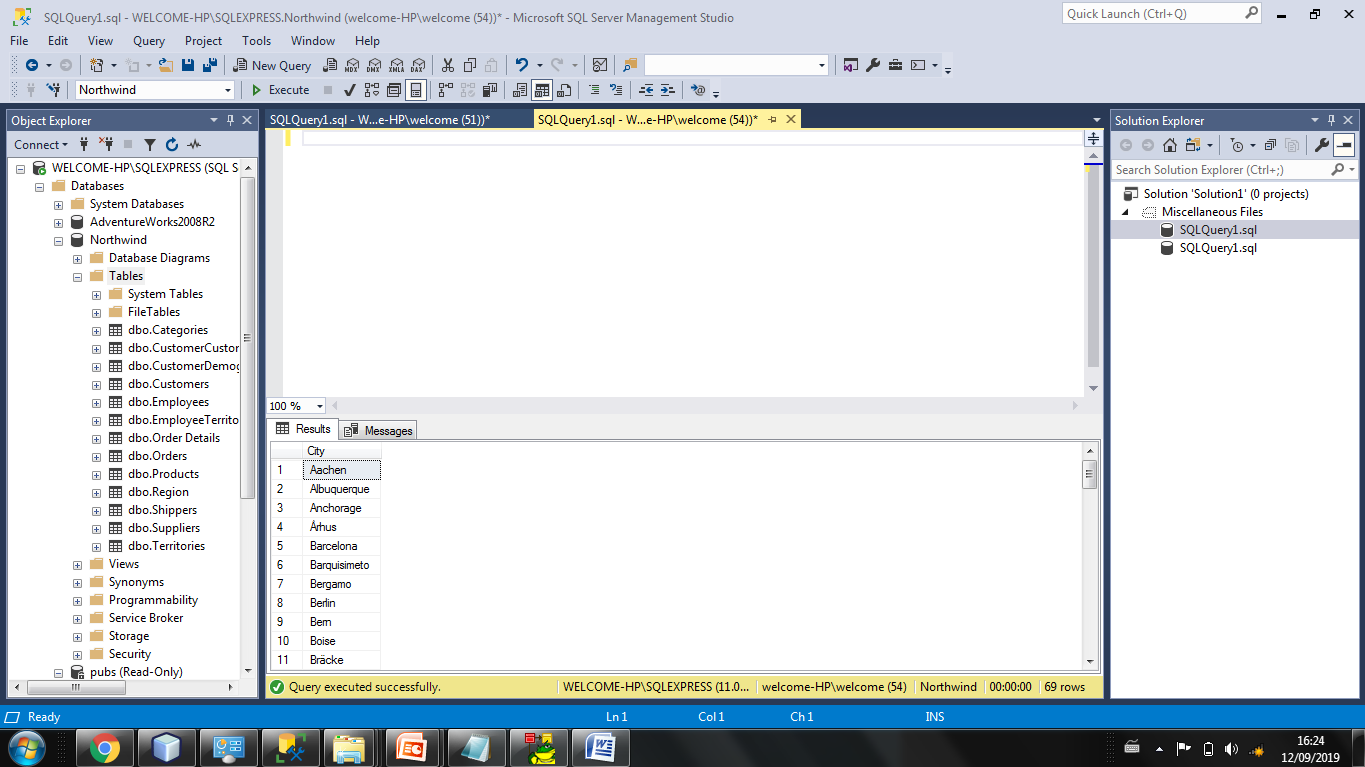 SQLQuery1.sql - WELCOME-HP\SQLEXPRESS.Northwind (welcome-HP\welcome (54))* - Microsoft SQL Server Management Studio
Quick Launch (Ctrl+Q)
File Edit View Query Project Tools Window Help
New Query MDX DMX XMLA DAX
Northwind Execute
Object Explorer
Connect
WELCOME-HP\SQLEXPRESS (SQL S
Databases
System Databases
AdventureWorks2008R2
Northwind
Database Diagrams
Tables
System Tables
FileTables
dbo.Categories
dbo.CustomerCustor
dbo.CustomerDemog
dbo.Customers
dbo.Employees
dbo.EmployeeTerrito
dbo.Order Details
dbo.Orders
dbo.Products
dbo.Region
dbo.Shippers
dbo.Suppliers
dbo.Territories
Views
Synonyms
Programmability
Service Broker
Storage
Security
pubs (Read-Only)
SQLQuery1.sql - W...e-HP\welcome (51))*
SQLQuery1.sql - W...e-HP\welcome (54))*
100 %
Results Messages
City
1 Aachen
2 Albuquerque
3 Anchorage
4 Århus
5 Barcelona
6 Barquisimeto
7 Bergamo
8 Berlin
9 Bern
10 Boise
11 Bräcke
Query executed successfully. WELCOME-HP\SQLEXPRESS (11.0... welcome-HP\welcome (54) Northwind 00:00:00 69 rows
Solution Explorer
Search Solution Explorer (Ctrl+;)
Solution 'Solution1' (0 projects)
Miscellaneous Files
SQLQuery1.sql
SQLQuery1.sql
Ready Ln 1 Col 1 Ch 1 INS
16:24
12/09/2019